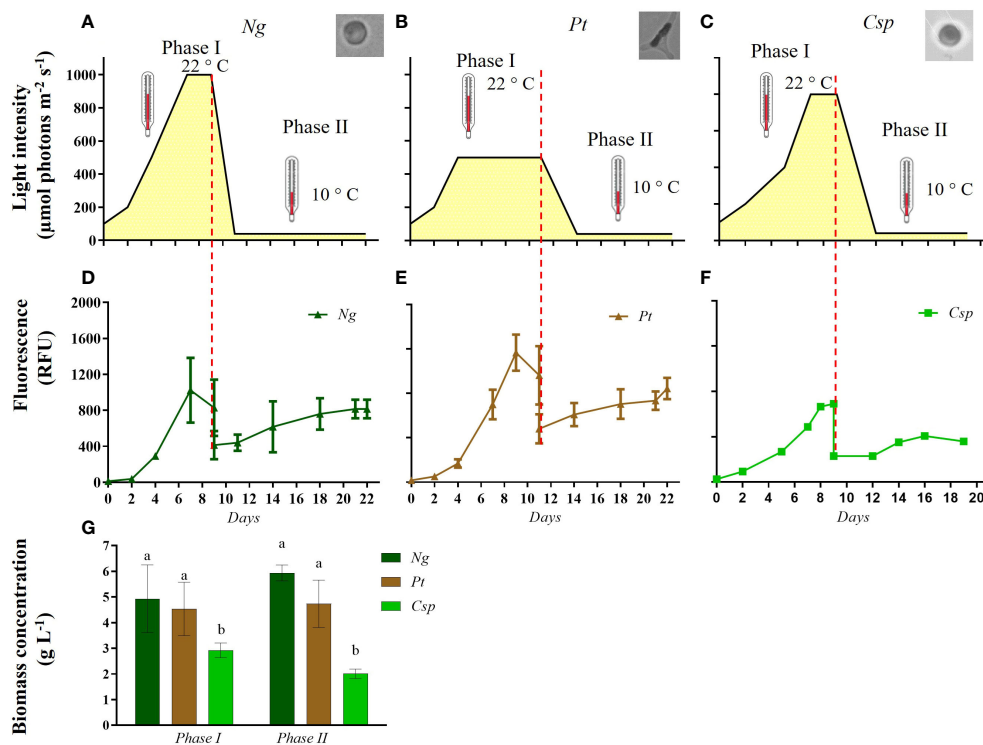 A
Ng
B
Pt
C
Csp
Light intensity
(µmol photons m⁻² s⁻¹)
1000
800
600
400
200
0
Phase I
22 ° C
Phase II
10 ° C
22 ° C
Phase I
Phase II
10 ° C
Phase I
22 ° C
Phase II
10 ° C
D
E
F
Fluorescence
(RFU)
2000
1600
1200
800
400
0
Ng
Pt
Csp
0 2 4 6 8 10 12 14 16 18 20 22
Days
0 2 4 6 8 10 12 14 16 18 20 22
Days
0 2 4 6 8 10 12 14 16 18 20
Days
G
Biomass concentration
(g L⁻¹)
7
6
5
4
3
2
1
0
a
a
b
a
a
b
Ng
Pt
Csp
Phase I
Phase II